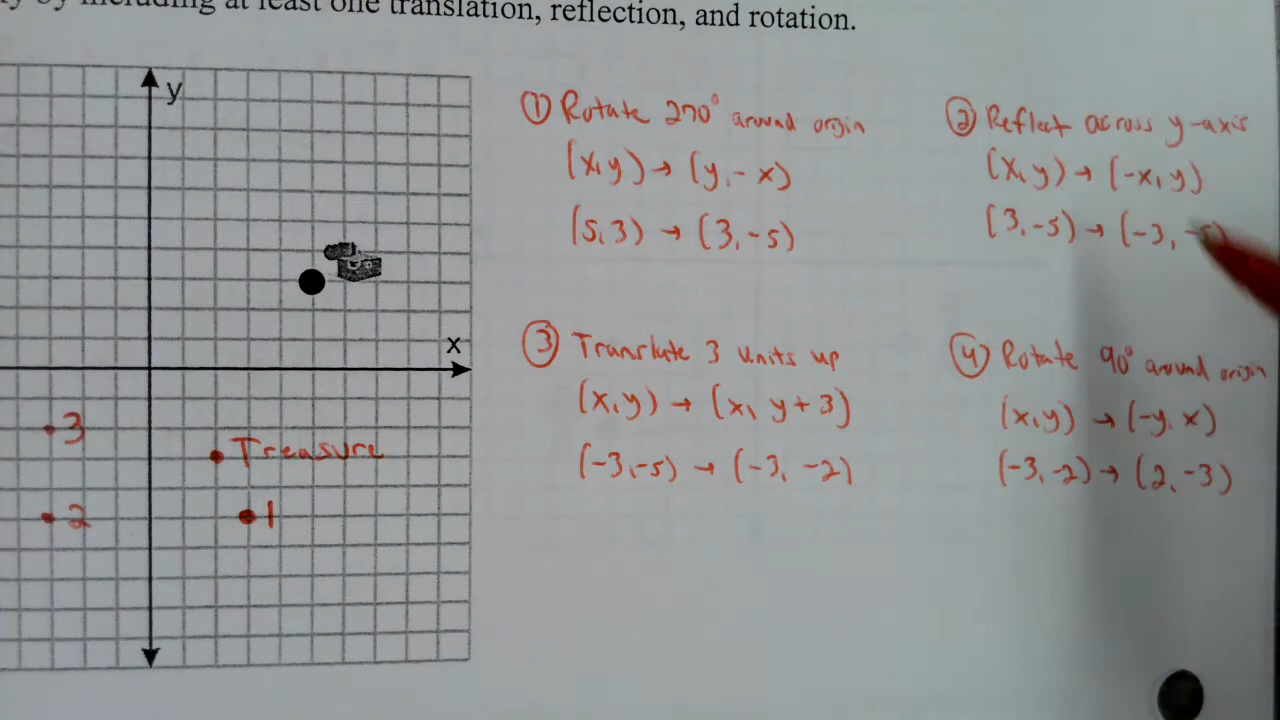 by including at least one translation, reflection, and rotation.
y
x
3
Treasure
2
1
① Rotate 270° around orgin
(x,y) → (y,-x)
(5,3) → (3,-5)
② Reflect across y-axis
(x,y) → (-x,y)
(3,-5) → (-3,-5)
③ Translate 3 units up
(x,y) → (x, y+3)
(-3,-5) → (-3,-2)
④ Rotate 90° around origin
(x,y) → (-y,x)
(-3,-2) → (2,-3)